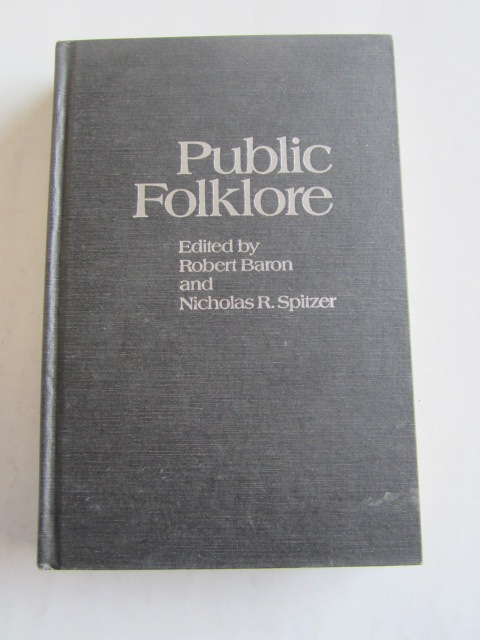 Public
Folklore
Edited by
Robert Baron
and
Nicholas R. Spitzer